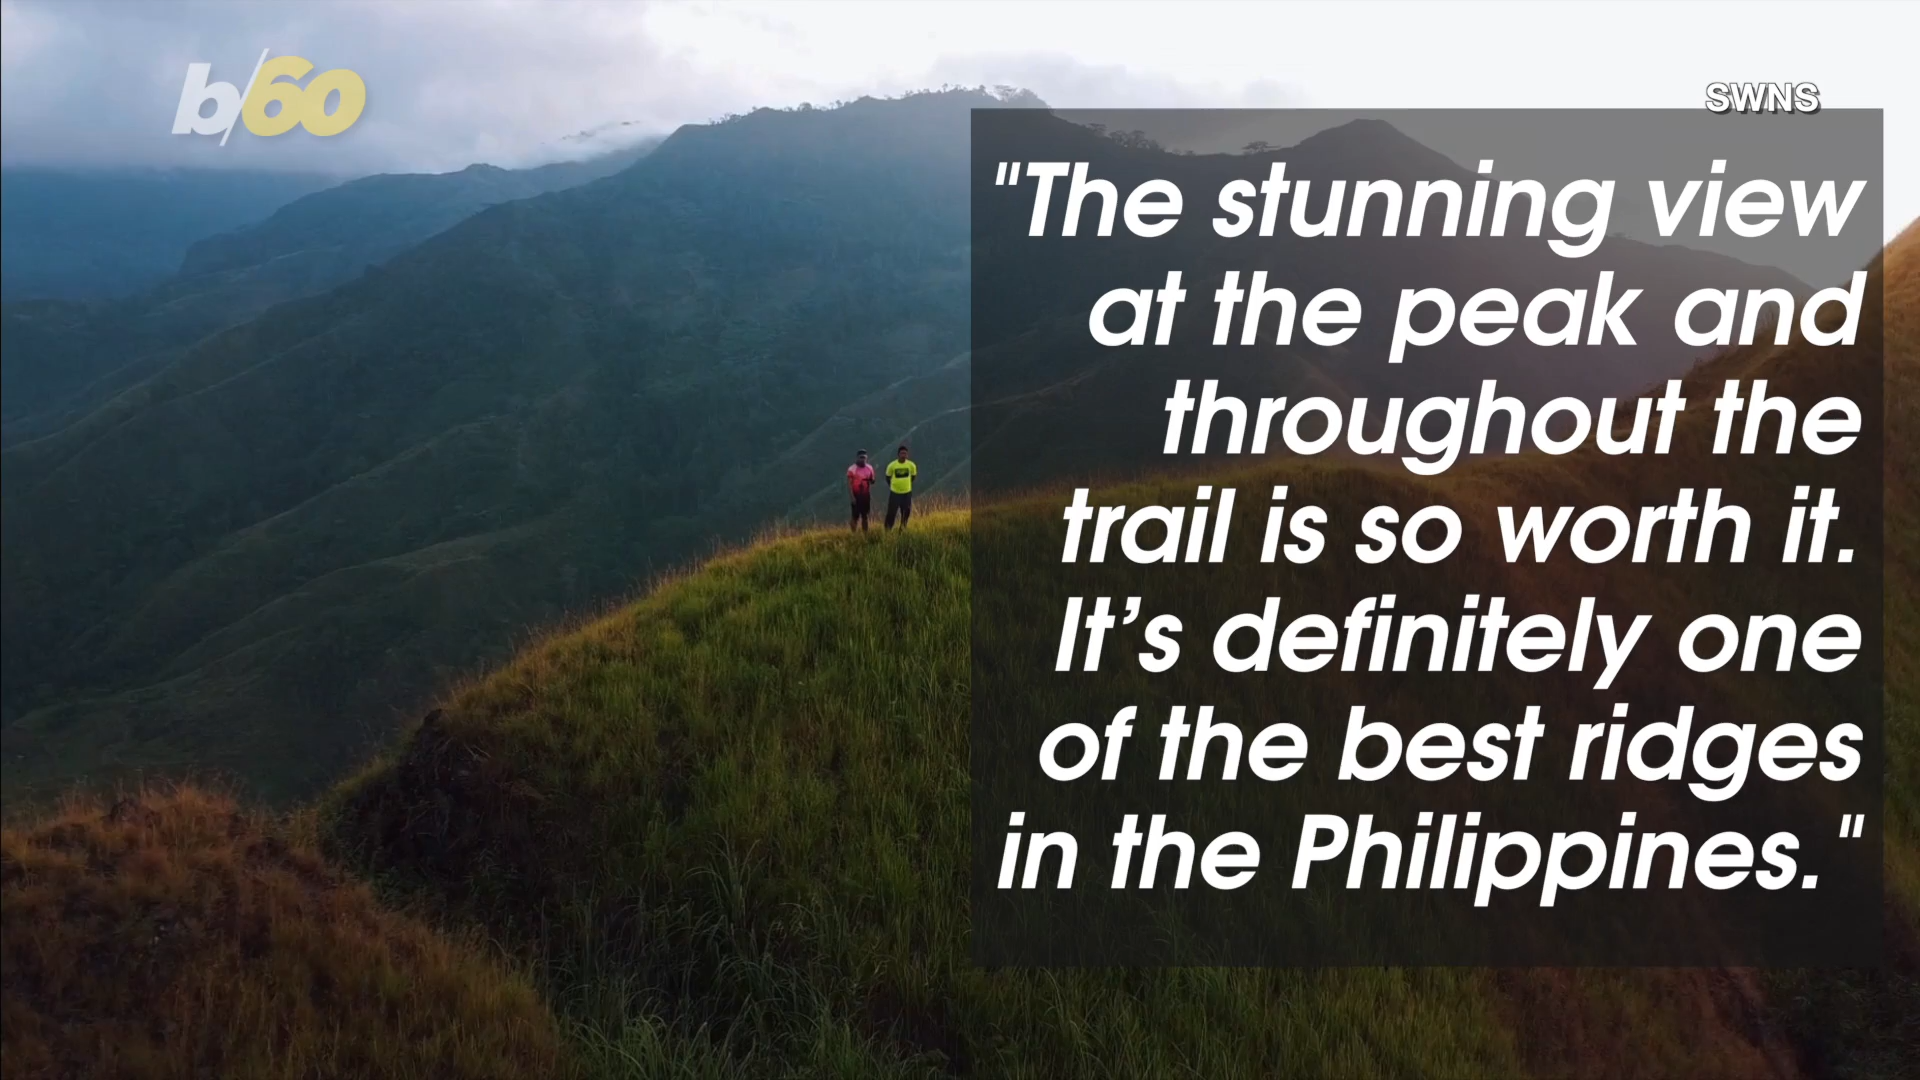 b/60
SWNS
"The stunning view
at the peak and
throughout the
trail is so worth it.
It’s definitely one
of the best ridges
in the Philippines."